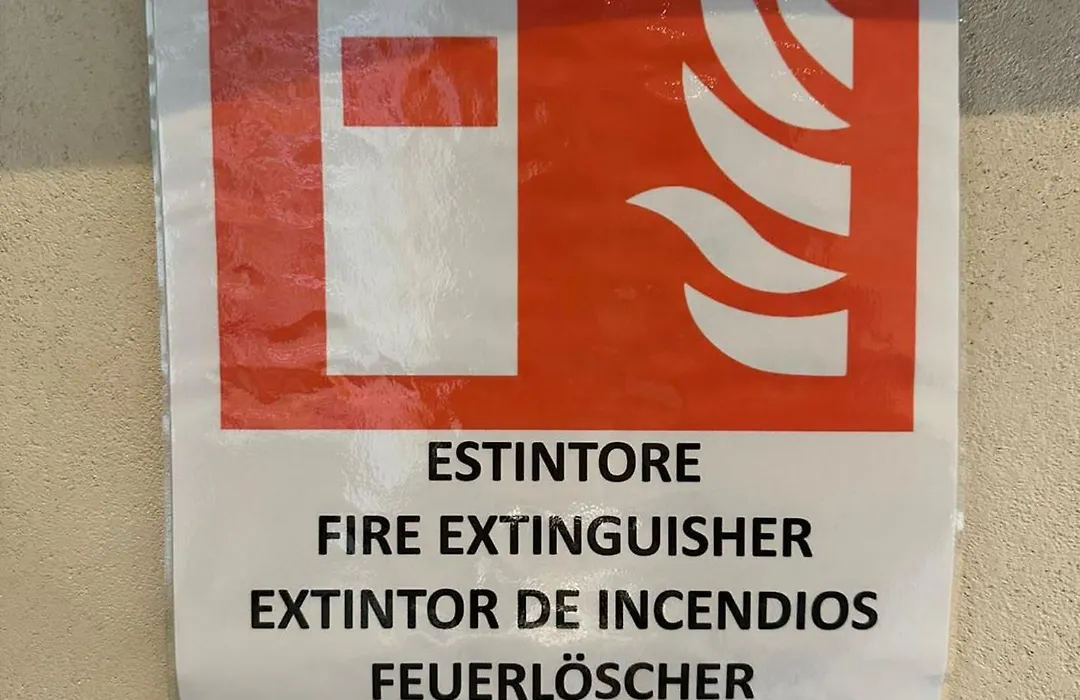 ESTINTORE
FIRE EXTINGUISHER
EXTINTOR DE INCENDIOS
FEUERLÖSCHER